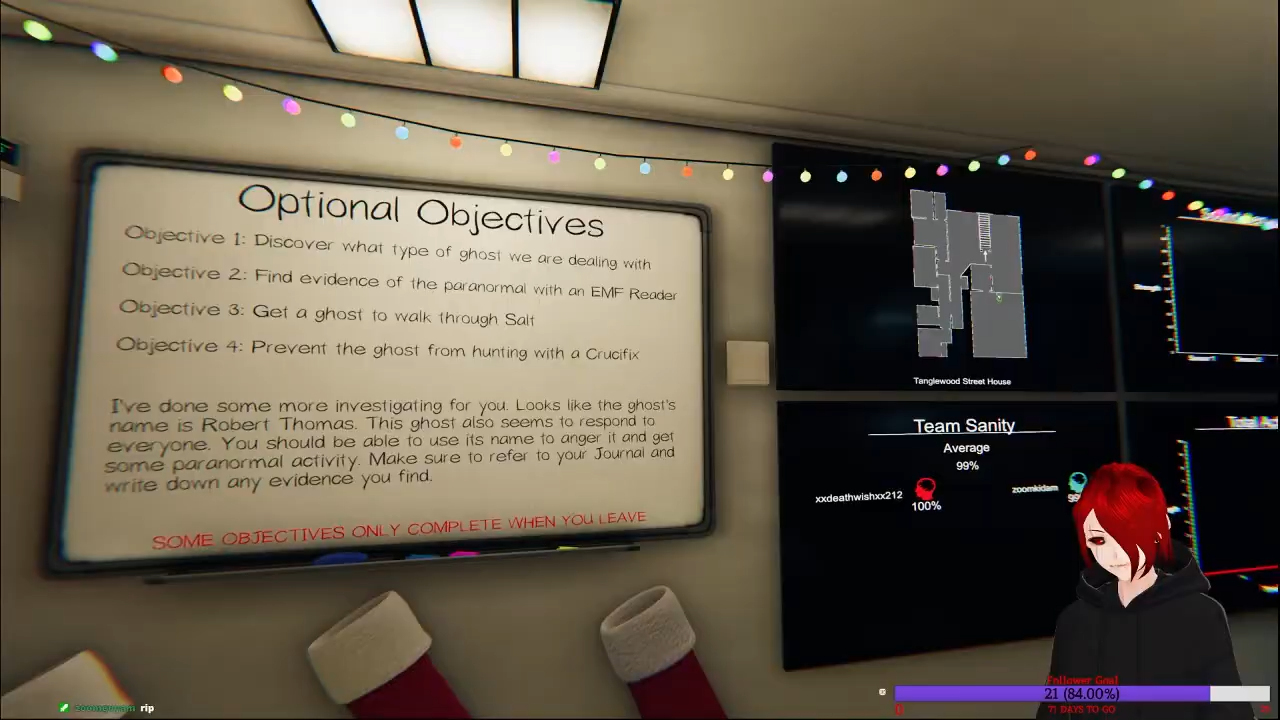 Optional Objectives
Objective 1: Discover what type of ghost we are dealing with
Objective 2: Find evidence of the paranormal with an EMF Reader
Objective 3: Get a ghost to walk through Salt
Objective 4: Prevent the ghost from hunting with a Crucifix
I've done some more investigating for you. Looks like the ghost's
name is Robert Thomas. This ghost also seems to respond to
everyone. You should be able to use its name to anger it and get
some paranormal activity. Make sure to refer to your Journal and
write down any evidence you find.
SOME OBJECTIVES ONLY COMPLETE WHEN YOU LEAVE
Tanglewood Street House
Team Sanity
Average
99%
xxdeathwishxx212
100%
zoomkidam
Follower Goal
21 (84.00%)
71 DAYS TO GO
rip